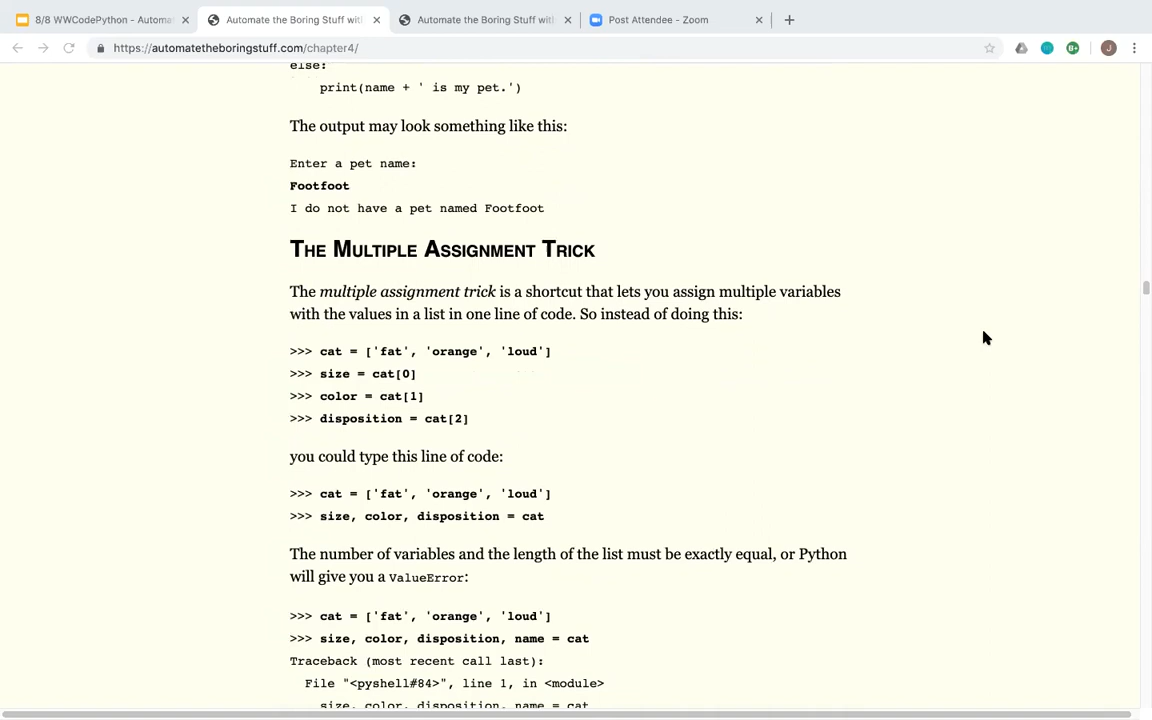 8/8 WWCodePython - Automa
Automate the Boring Stuff with
Automate the Boring Stuff with
Post Attendee - Zoom
https://automatetheboringstuff.com/chapter4/
J
else:
print(name + ' is my pet.')
The output may look something like this:
Enter a pet name:
Footfoot
I do not have a pet named Footfoot
The Multiple Assignment Trick
The multiple assignment trick is a shortcut that lets you assign multiple variables
with the values in a list in one line of code. So instead of doing this:
>>> cat = ['fat', 'orange', 'loud']
>>> size = cat[0]
>>> color = cat[1]
>>> disposition = cat[2]
you could type this line of code:
>>> cat = ['fat', 'orange', 'loud']
>>> size, color, disposition = cat
The number of variables and the length of the list must be exactly equal, or Python
will give you a ValueError:
>>> cat = ['fat', 'orange', 'loud']
>>> size, color, disposition, name = cat
Traceback (most recent call last):
File "<pyshell#84>", line 1, in <module>
size, color, disposition, name = cat